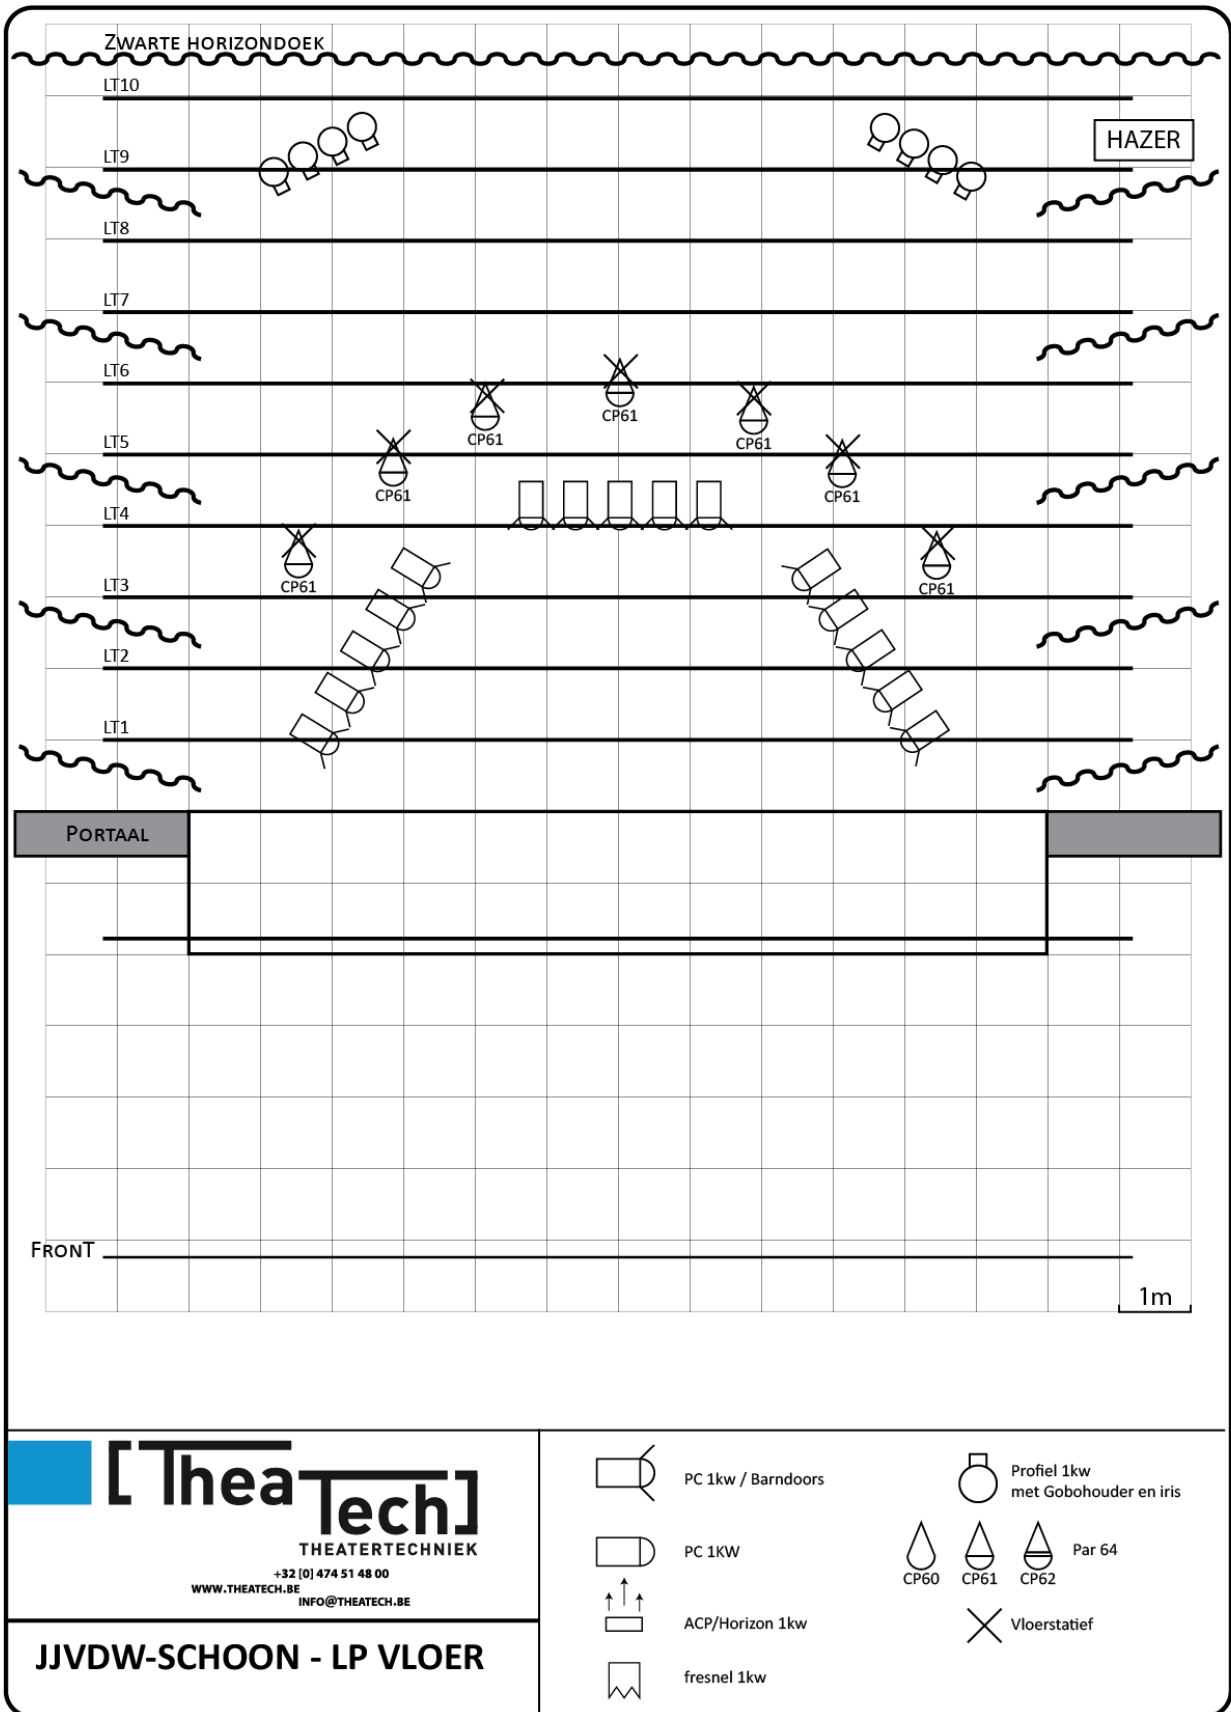 ZWARTE HORIZONDOEK
LT10
HAZER
LT9
LT8
LT7
LT6
CP61
CP61 CP61
LT5
CP61 CP61
LT4
CP61 CP61
LT3
LT2
LT1
PORTAAL
FRONT
1m
[TheaTech]
THEATERTECHNIEK
+32 [0] 474 51 48 00
WWW.THEATECH.BE
INFO@THEATECH.BE
JJVDW-SCHOON - LP VLOER
PC 1kw / Barndoors
PC 1KW
ACP/Horizon 1kw
fresnel 1kw
Profiel 1kw
met Gobohouder en iris
Par 64
CP60 CP61 CP62
Vloerstatief